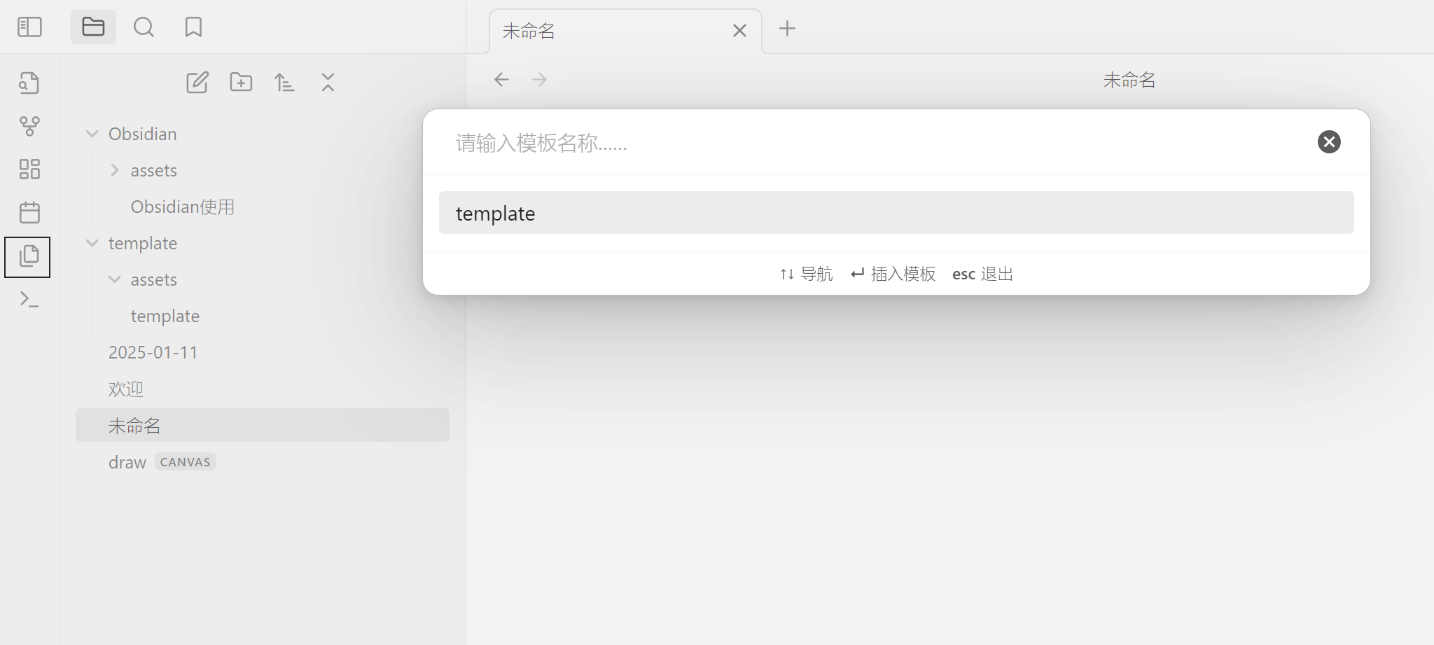 未命名
未命名
Obsidian
assets
Obsidian使用
template
assets
template
2025-01-11
欢迎
未命名
draw CANVAS
请输入模板名称......
template
↑↓ 导航 ↵ 插入模板 esc 退出